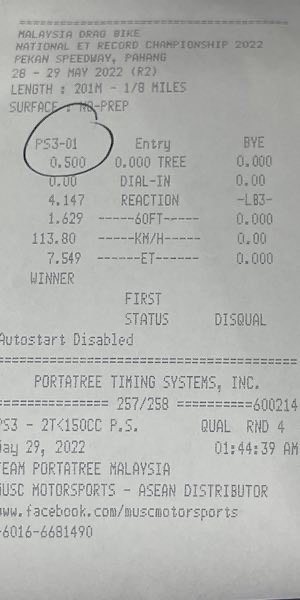 MALAYSIA DRAG BIKE
NATIONAL ET RECORD CHAMPIONSHIP 2022
PEKAN SPEEDWAY, PAHANG
28 - 29 MAY 2022 (R2)
LENGTH : 201M - 1/8 MILES
SURFACE : NO-PREP
PS3-01 Entry BYE
0.500 0.000 TREE 0.000
0.00 DIAL-IN 0.00
4.147 REACTION -LB3-
1.629 -----60FT----- 0.000
113.80 -----KM/H----- 0.00
7.549 ------ET------ 0.000
WINNER
FIRST
STATUS DISQUAL
Autostart Disabled
PORTATREE TIMING SYSTEMS, INC.
=============== 257/258 ==========600214
PS3 - 2T<150CC P.S. QUAL RND 4
May 29, 2022 01:44:39 AM
TEAM PORTATREE MALAYSIA
MUSC MOTORSPORTS - ASEAN DISTRIBUTOR
www.facebook.com/muscmotorsports
+6016-6681490